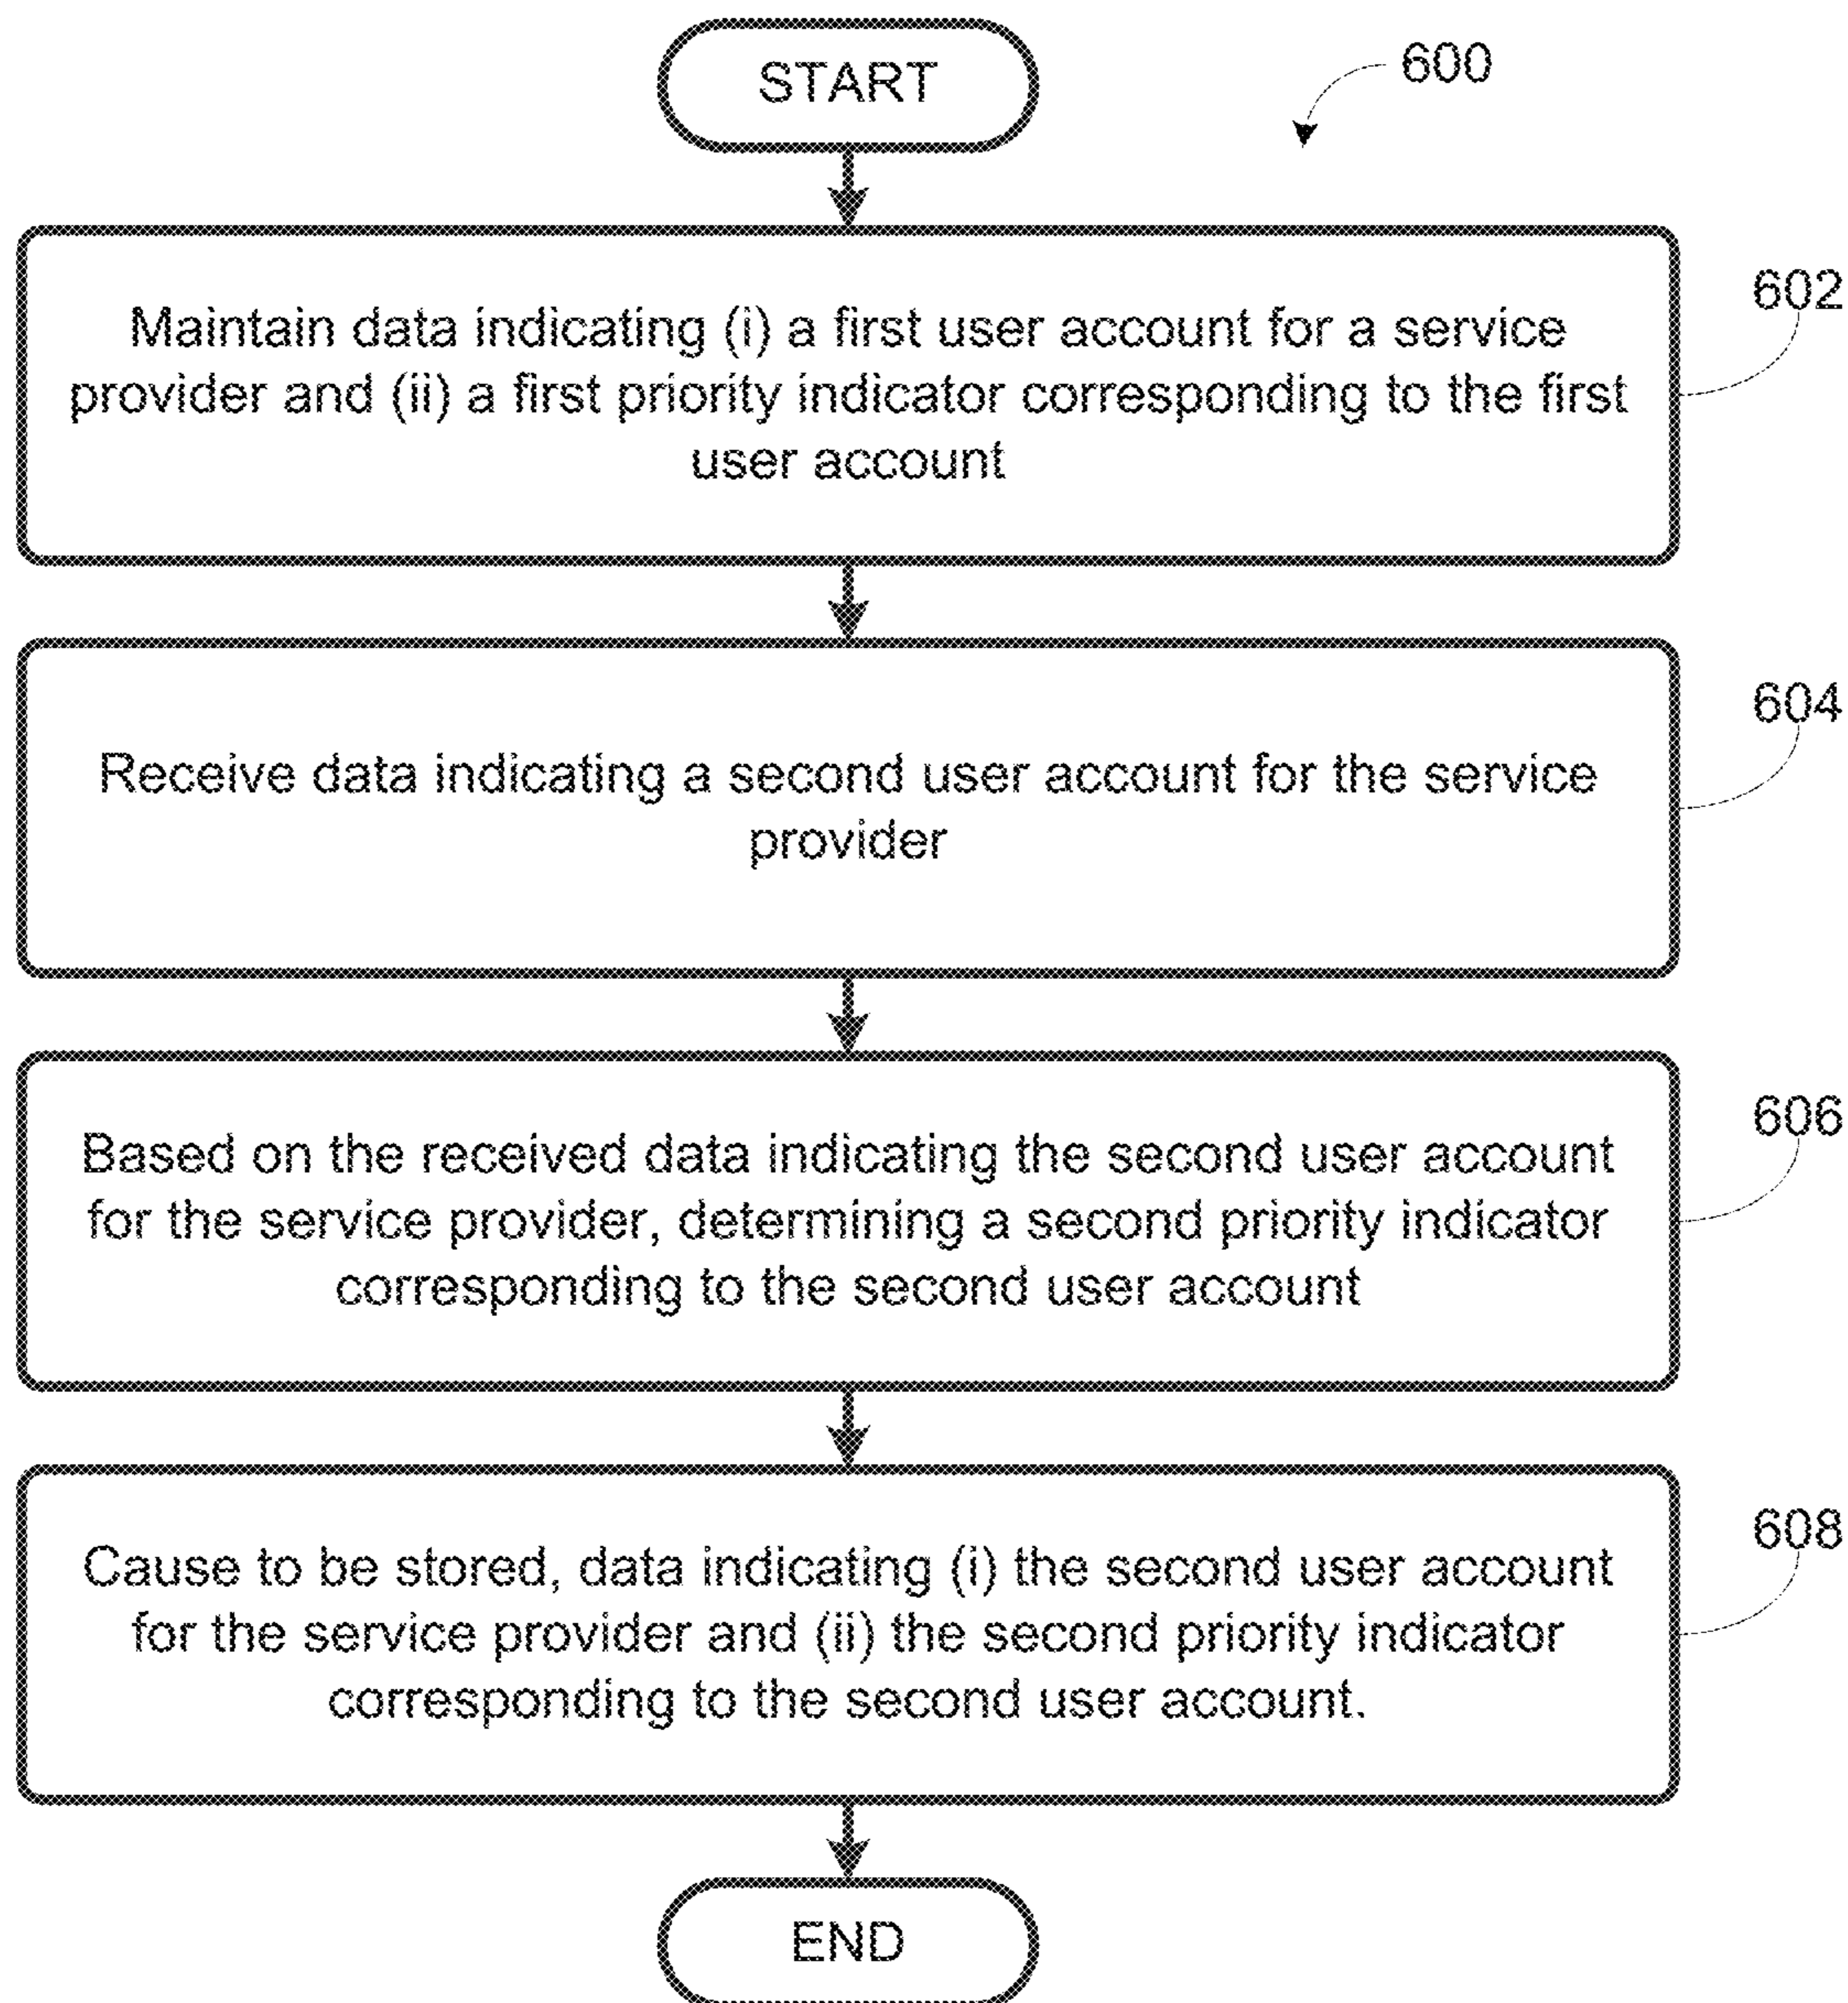 START
600
Maintain data indicating (i) a first user account for a service
provider and (ii) a first priority indicator corresponding to the first
user account
602
Receive data indicating a second user account for the service
provider
604
Based on the received data indicating the second user account
for the service provider, determining a second priority indicator
corresponding to the second user account
606
Cause to be stored, data indicating (i) the second user account
for the service provider and (ii) the second priority indicator
corresponding to the second user account.
608
END